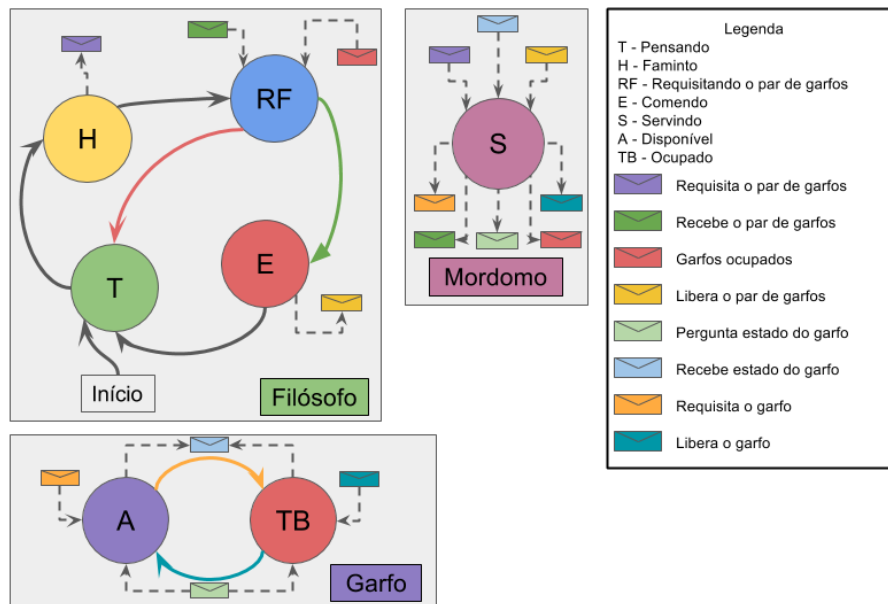 H
RF
T
E
Início
Filósofo
S
Mordomo
A
TB
Garfo
Legenda
T - Pensando
H - Faminto
RF - Requisitando o par de garfos
E - Comendo
S - Servindo
A - Disponível
TB - Ocupado
Requisita o par de garfos
Recebe o par de garfos
Garfos ocupados
Libera o par de garfos
Pergunta estado do garfo
Recebe estado do garfo
Requisita o garfo
Libera o garfo